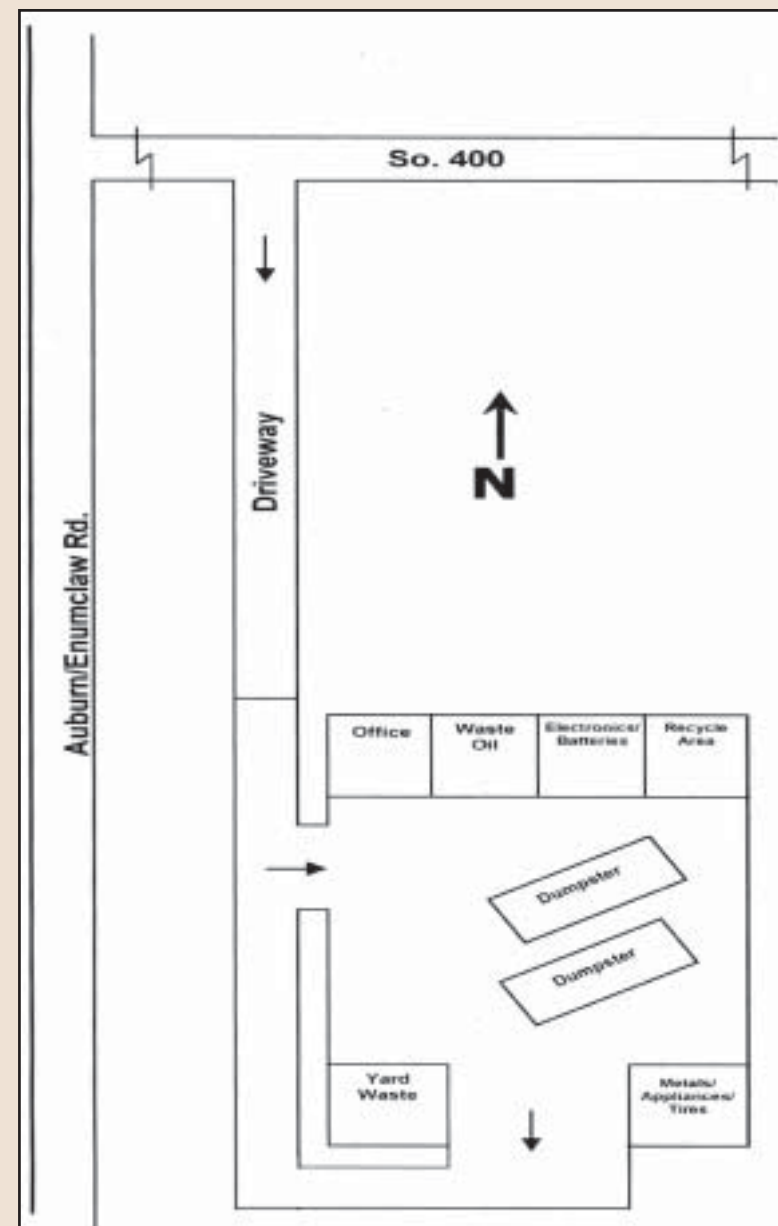 So. 400
Driveway
N
Auburn/Enumclaw Rd.
Office
Waste
Oil
Electronics/
Batteries
Recycle
Area
Dumpster
Dumpster
Yard
Waste
Metals/
Appliances/
Tires